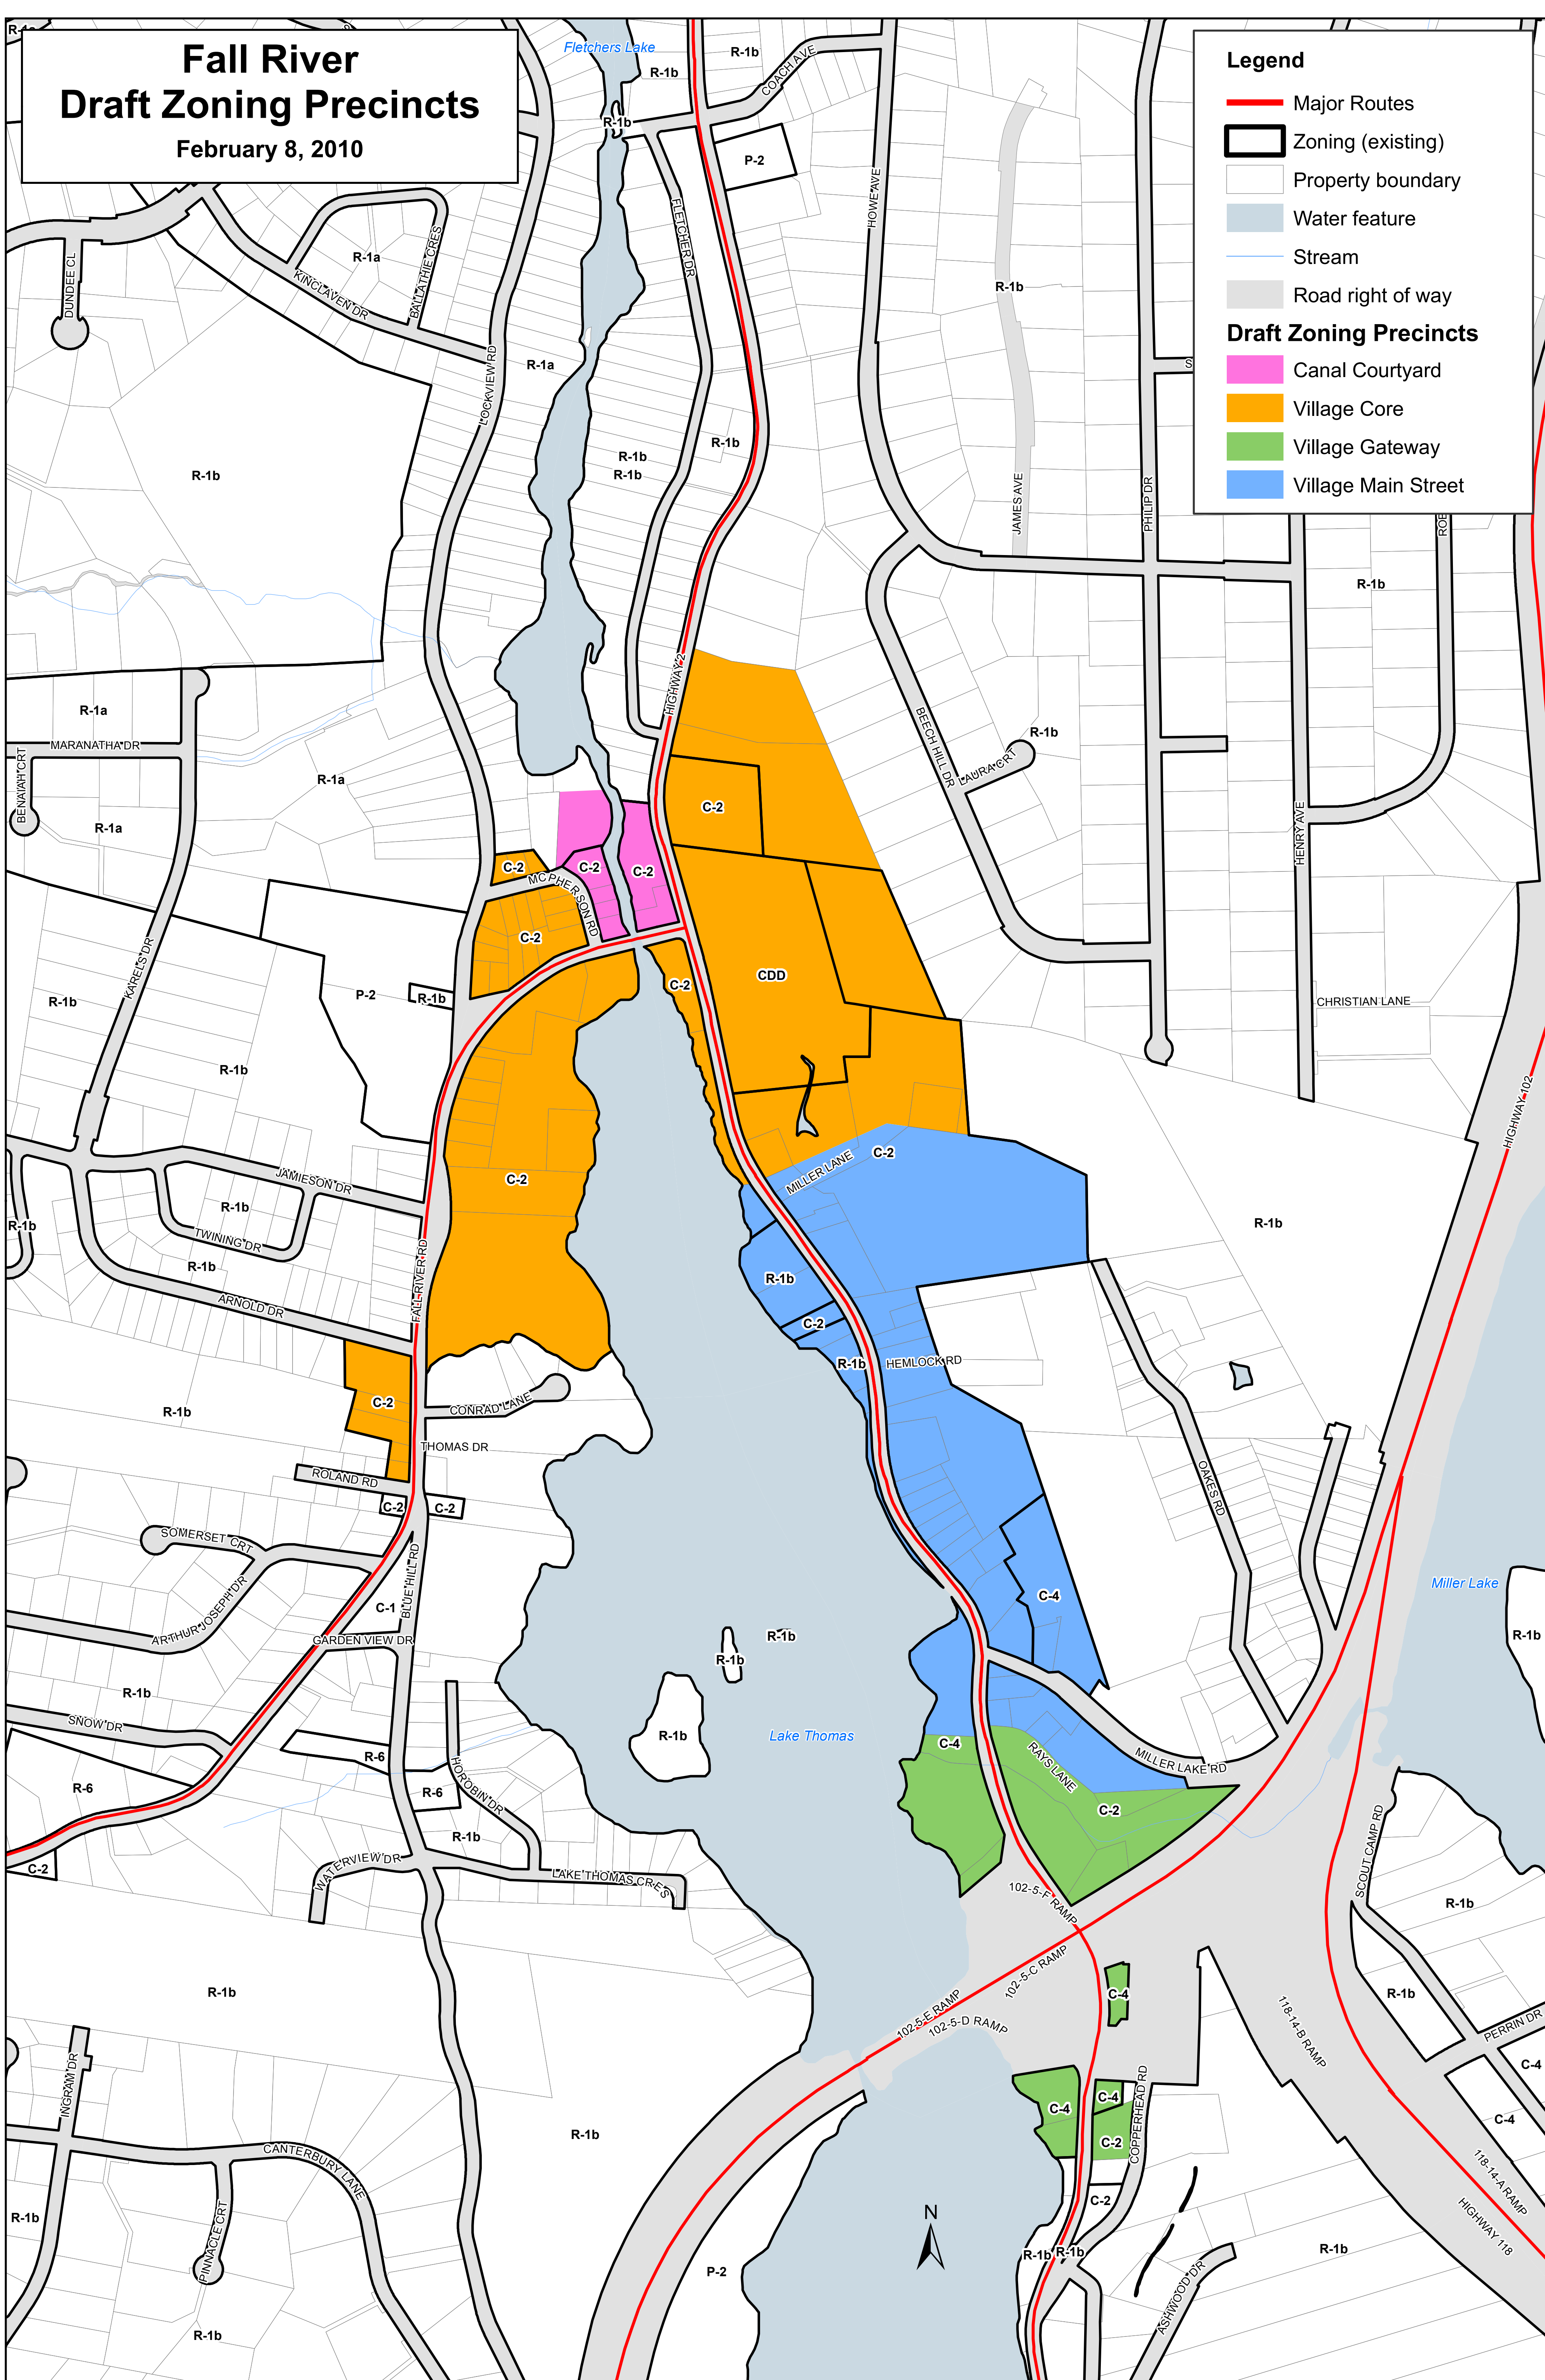 Fall River
Draft Zoning Precincts
February 8, 2010
Legend
Major Routes
Zoning (existing)
Property boundary
Water feature
Stream
Road right of way
Draft Zoning Precincts
Canal Courtyard
Village Core
Village Gateway
Village Main Street
Fletchers Lake
R-1b
R-1b
R-1b
COACH AVE
P-2
HOWE AVE
FLETCHER DR
DUNDEE CL
R-1a
KINCLAVEN DR
BALLATHIE CRES
LOCKVIEW RD
R-1a
R-1b
R-1b
R-1b
R-1b
R-1b
JAMES AVE
PHILIP DR
R-1b
HIGHWAY 2
R-1a
MARANATHA DR
BENAIAH CRT
R-1a
R-1a
BEECH HILL DR
LAURA CRT
R-1b
HENRY AVE
C-2
C-2
C-2
C-2
MCPHERSON RD
C-2
C-2
CDD
CHRISTIAN LANE
KARELS DR
R-1b
P-2
R-1b
R-1b
HIGHWAY 102
JAMIESON DR
R-1b
R-1b
TWINING DR
R-1b
ARNOLD DR
FALL RIVER RD
C-2
MILLER LANE
C-2
R-1b
R-1b
C-2
R-1b
HEMLOCK RD
R-1b
C-2
CONRAD LANE
THOMAS DR
ROLAND RD
C-2
C-2
OAKES RD
SOMERSET CRT
ARTHUR JOSEPH DR
C-1
BLUE HILL RD
GARDEN VIEW DR
C-4
Miller Lake
R-1b
R-1b
R-1b
R-1b
R-1b
SNOW DR
Lake Thomas
R-6
R-6
R-6
HOROBIN DR
R-1b
C-4
RAYS LANE
MILLER LAKE RD
C-2
C-2
WATERVIEW DR
LAKE THOMAS CRES
SCOUT CAMP RD
R-1b
102-5-F RAMP
102-5-C RAMP
102-5-E RAMP
102-5-D RAMP
C-4
R-1b
R-1b
118-14-B RAMP
PERRIN DR
C-4
INGRAM DR
CANTERBURY LANE
R-1b
C-4
C-4
C-2
COPPERHEAD RD
C-4
118-14-A RAMP
HIGHWAY 118
R-1b
PINNACLE CRT
R-1b
P-2
N
C-2
R-1b
R-1b
ASHWOOD DR
R-1b